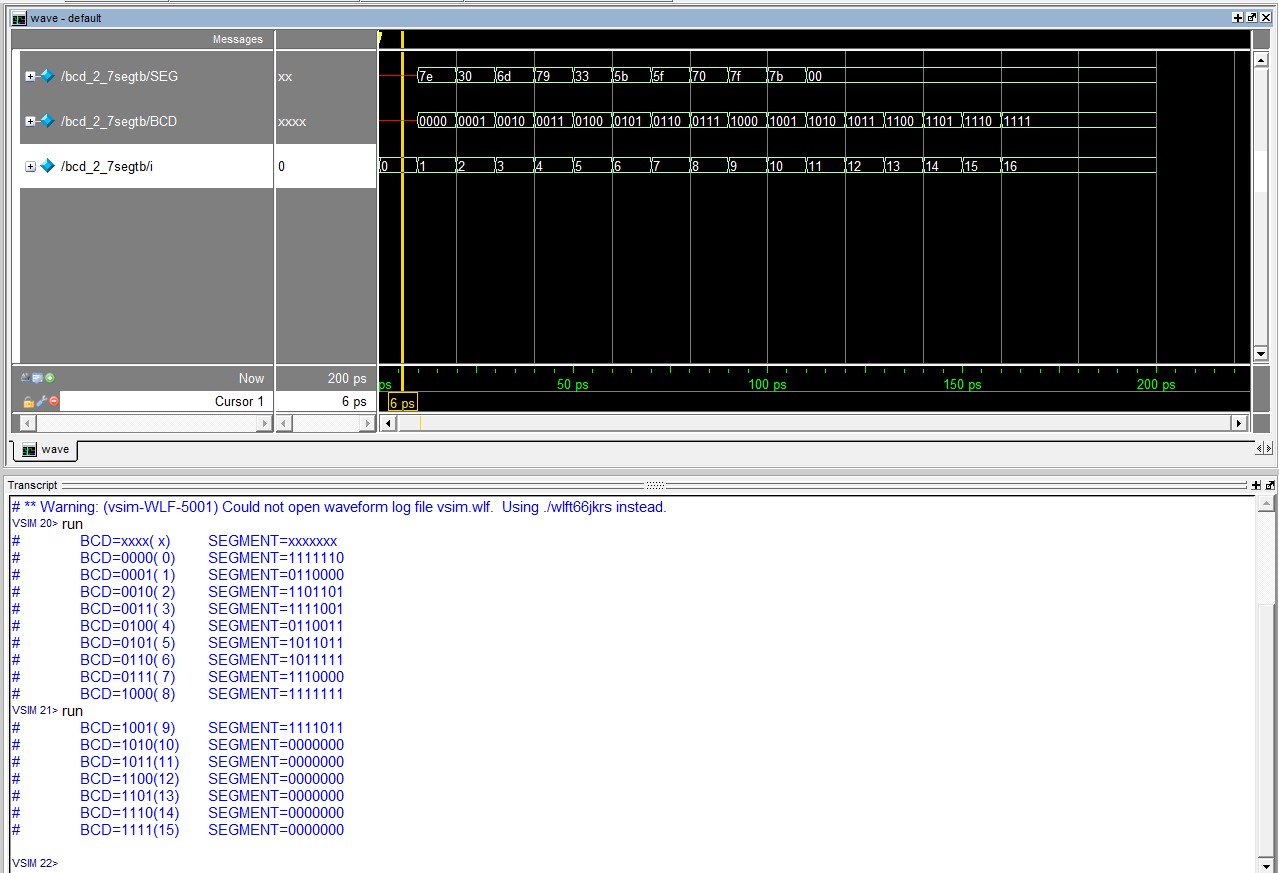 wave - default
Messages
/bcd_2_7segtb/SEG xx 7e 30 6d 79 33 5b 5f 70 7f 7b 00
/bcd_2_7segtb/BCD xxxx 0000 0001 0010 0011 0100 0101 0110 0111 1000 1001 1010 1011 1100 1101 1110 1111
/bcd_2_7segtb/i 0 0 1 2 3 4 5 6 7 8 9 10 11 12 13 14 15 16
Now 200 ps ps 50 ps 100 ps 150 ps 200 ps
Cursor 1 6 ps 6 ps
wave
Transcript
# ** Warning: (vsim-WLF-5001) Could not open waveform log file vsim.wlf.  Using ./wlft66jkrs instead.
VSIM 20> run
# BCD=xxxx( x) SEGMENT=xxxxxxx
# BCD=0000( 0) SEGMENT=1111110
# BCD=0001( 1) SEGMENT=0110000
# BCD=0010( 2) SEGMENT=1101101
# BCD=0011( 3) SEGMENT=1111001
# BCD=0100( 4) SEGMENT=0110011
# BCD=0101( 5) SEGMENT=1011011
# BCD=0110( 6) SEGMENT=1011111
# BCD=0111( 7) SEGMENT=1110000
# BCD=1000( 8) SEGMENT=1111111
VSIM 21> run
# BCD=1001( 9) SEGMENT=1111011
# BCD=1010(10) SEGMENT=0000000
# BCD=1011(11) SEGMENT=0000000
# BCD=1100(12) SEGMENT=0000000
# BCD=1101(13) SEGMENT=0000000
# BCD=1110(14) SEGMENT=0000000
# BCD=1111(15) SEGMENT=0000000
VSIM 22>